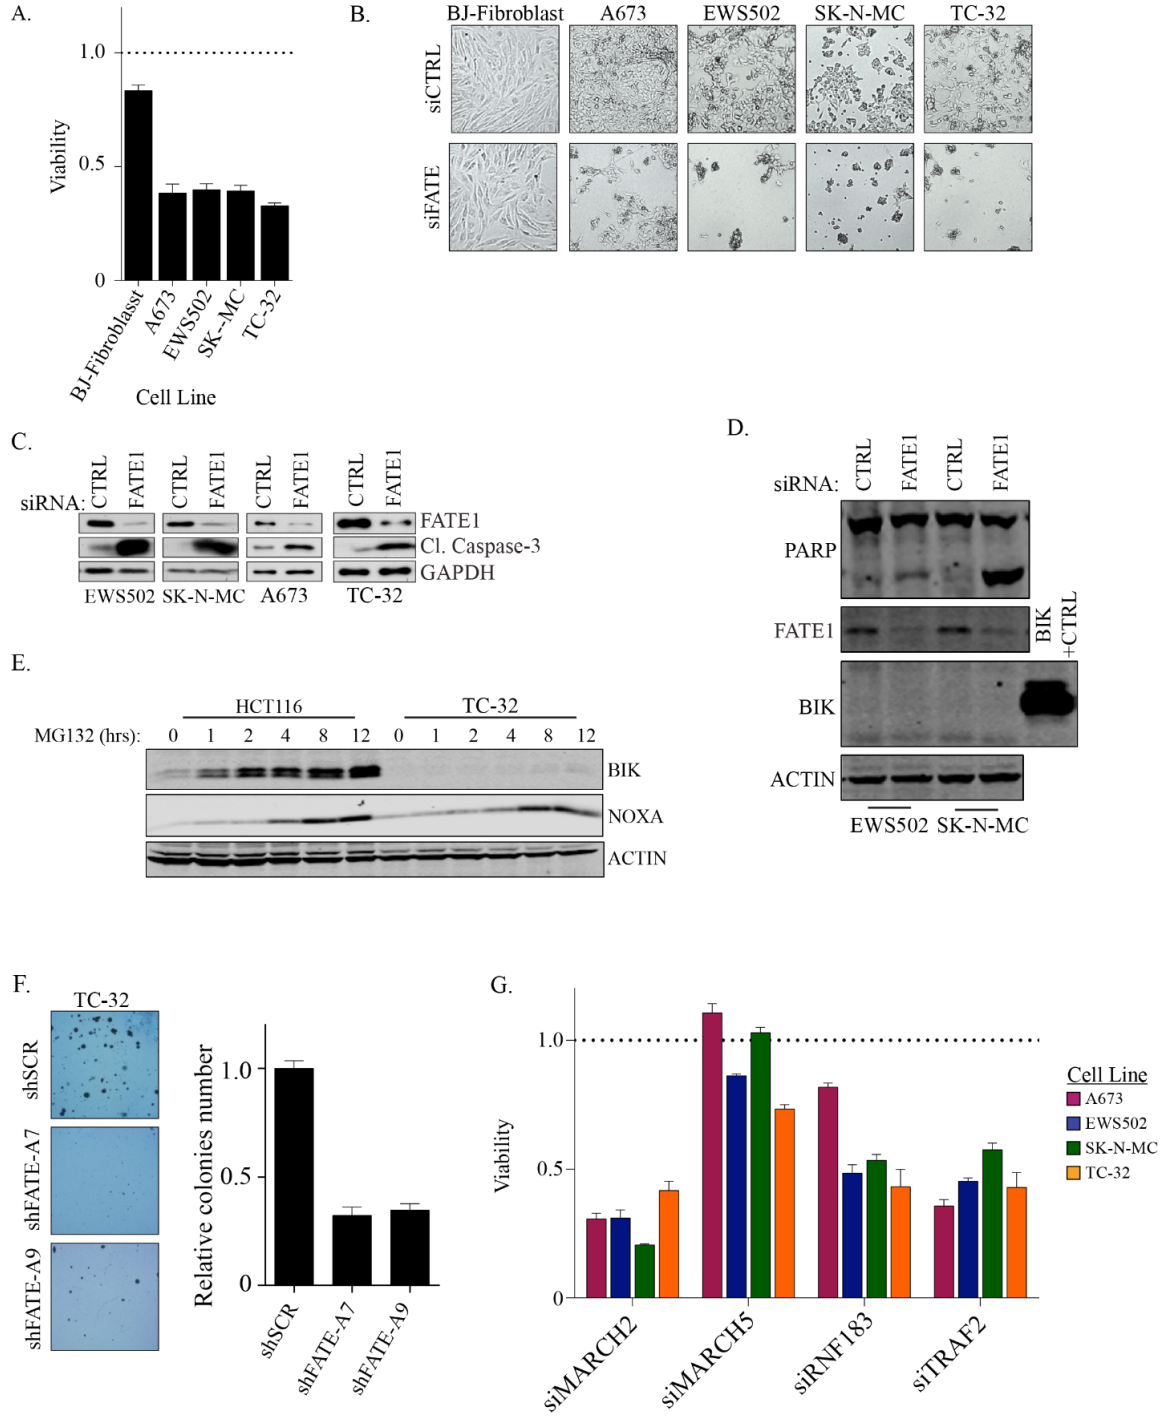 A.
1.0
0.5
0
Viability
BJ-Fibroblasst
A673
EWS502
SK--MC
TC-32
Cell Line
B.
BJ-Fibroblast A673 EWS502 SK-N-MC TC-32
siCTRL
siFATE
C.
siRNA: CTRL FATE1 CTRL FATE1 CTRL FATE1 CTRL FATE1
FATE1
Cl. Caspase-3
GAPDH
EWS502 SK-N-MC A673 TC-32
D.
siRNA: CTRL FATE1 CTRL FATE1
PARP
FATE1
BIK
+CTRL
BIK
ACTIN
EWS502 SK-N-MC
E.
HCT116 TC-32
MG132 (hrs): 0 1 2 4 8 12 0 1 2 4 8 12
BIK
NOXA
ACTIN
F.
TC-32
shSCR
shFATE-A7
shFATE-A9
Relative colonies number
1.0
0.5
0
shSCR
shFATE-A7
shFATE-A9
G.
Viability
1.0
0.5
0
siMARCH2
siMARCH5
siRNF183
siTRAF2
Cell Line
A673
EWS502
SK-N-MC
TC-32